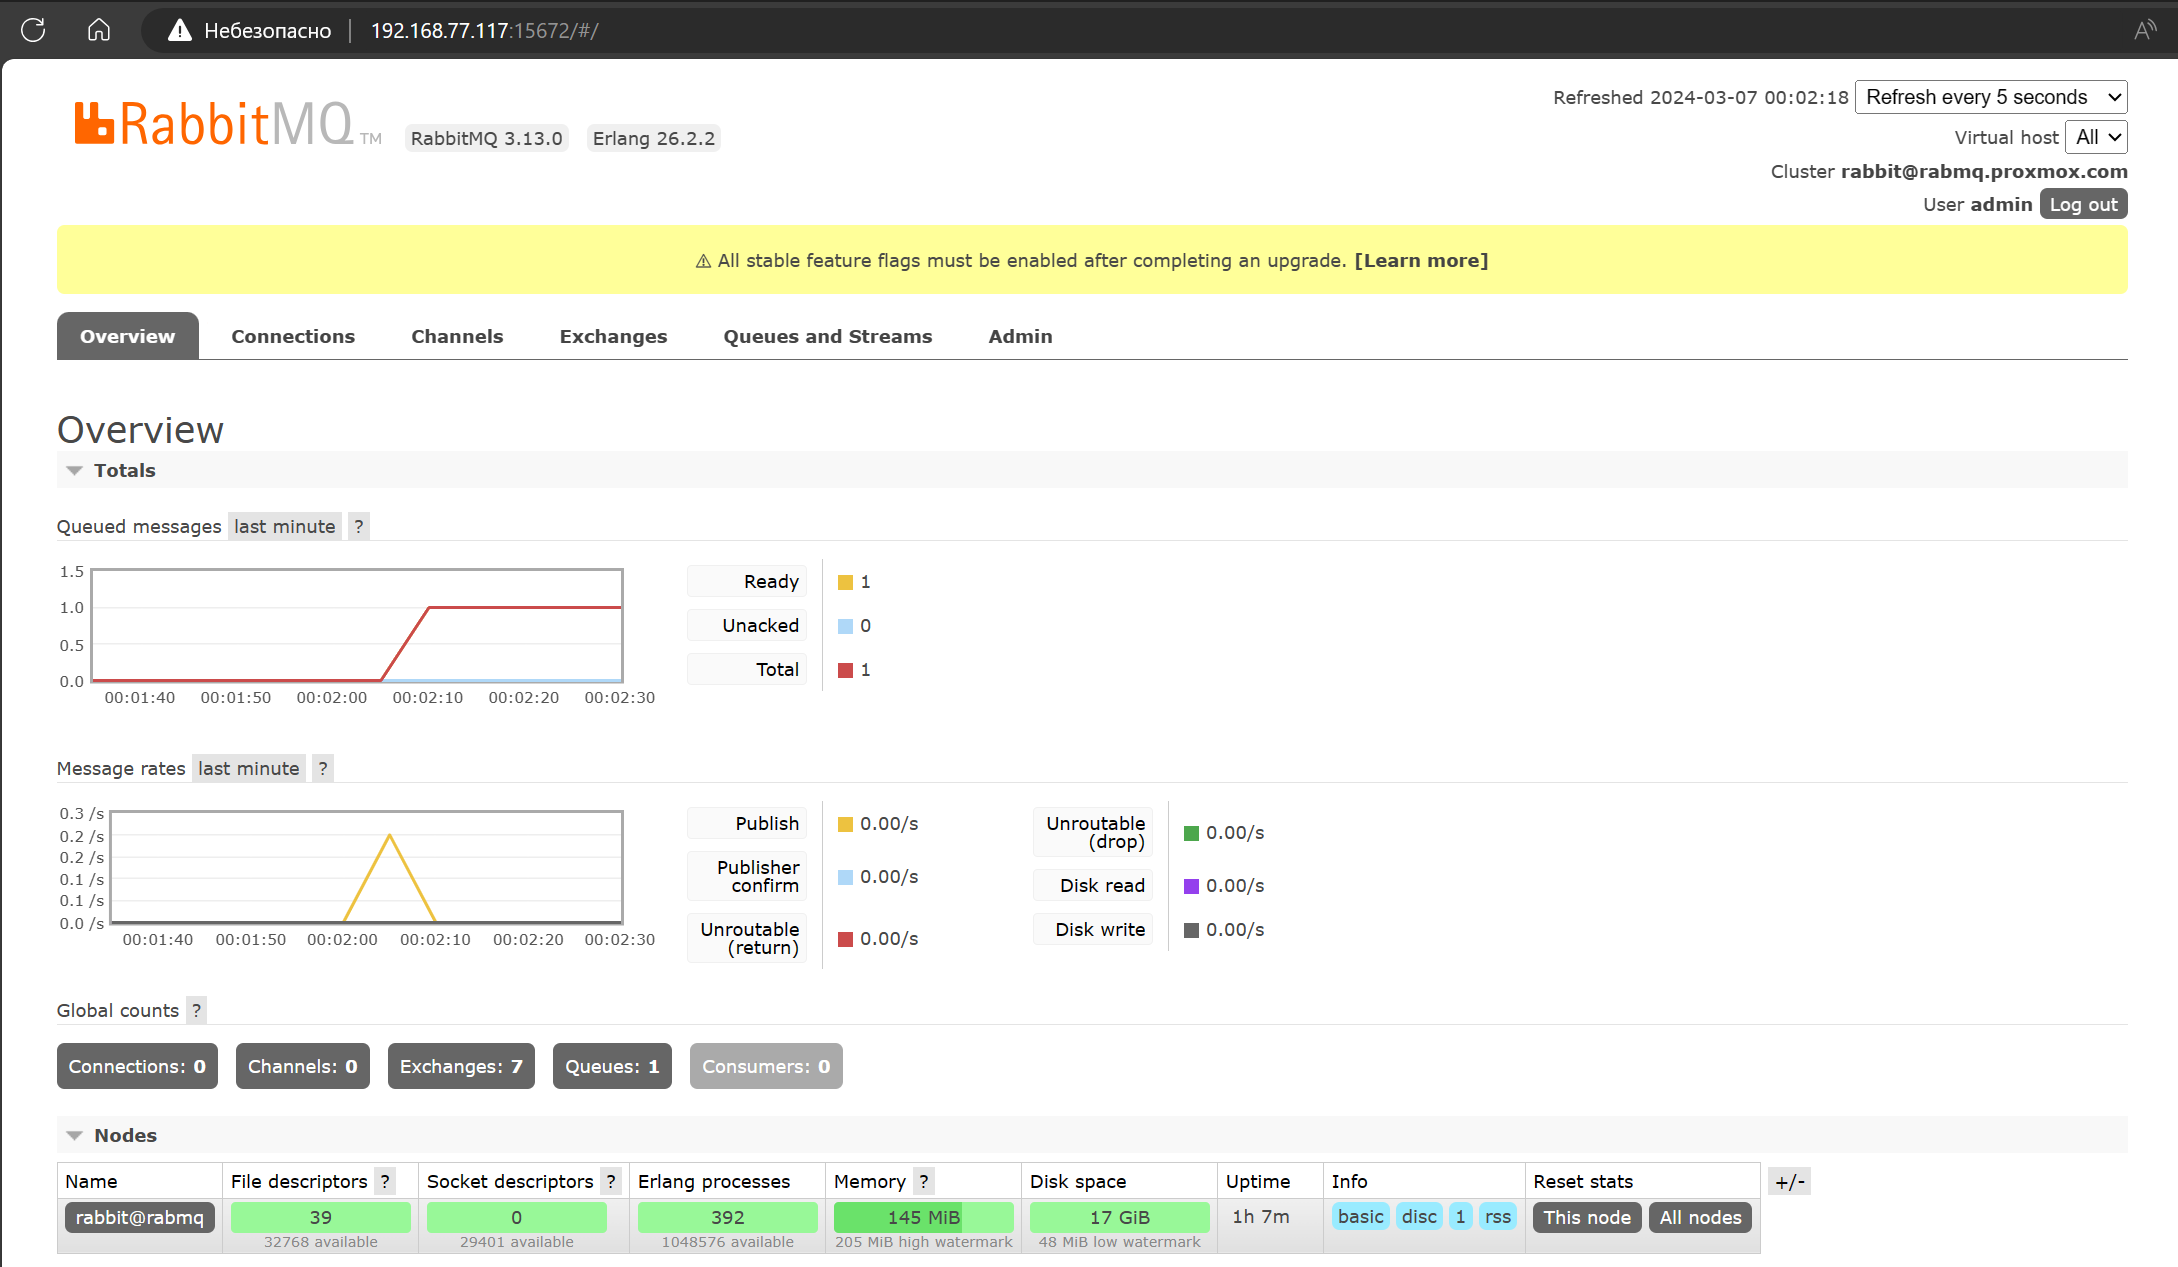 Небезопасно 192.168.77.117:15672/#/
RabbitMQ TM RabbitMQ 3.13.0 Erlang 26.2.2
Refreshed 2024-03-07 00:02:18 Refresh every 5 seconds
Virtual host All
Cluster rabbit@rabmq.proxmox.com
User admin Log out
⚠ All stable feature flags must be enabled after completing an upgrade. [Learn more]
Overview Connections Channels Exchanges Queues and Streams Admin
Overview
Totals
Queued messages last minute ?
1.5
1.0
0.5
0.0
00:01:40 00:01:50 00:02:00 00:02:10 00:02:20 00:02:30
Ready 1
Unacked 0
Total 1
Message rates last minute ?
0.3 /s
0.2 /s
0.2 /s
0.1 /s
0.1 /s
0.0 /s
00:01:40 00:01:50 00:02:00 00:02:10 00:02:20 00:02:30
Publish 0.00/s
Publisher
confirm 0.00/s
Unroutable
(return) 0.00/s
Unroutable
(drop) 0.00/s
Disk read 0.00/s
Disk write 0.00/s
Global counts ?
Connections: 0 Channels: 0 Exchanges: 7 Queues: 1 Consumers: 0
Nodes
Name File descriptors ? Socket descriptors ? Erlang processes Memory ? Disk space Uptime Info Reset stats +/-
rabbit@rabmq 39 0 392 145 MiB 17 GiB 1h 7m basic disc 1 rss This node All nodes
32768 available 29401 available 1048576 available 205 MiB high watermark 48 MiB low watermark